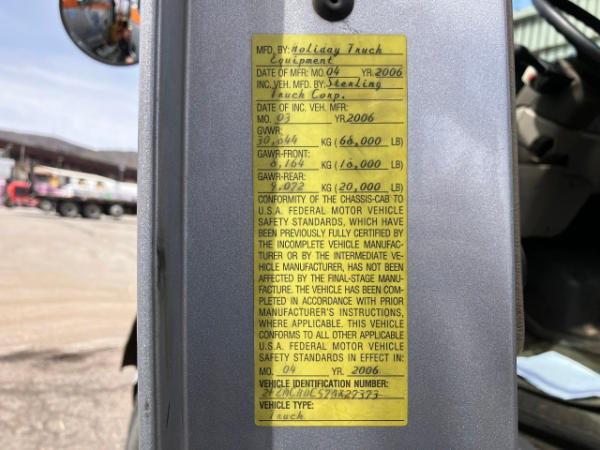 MFD. BY: Holiday Truck
Equipment
DATE OF MFR: MO. 04 YR. 2006
INC. VEH. MFD. BY: Sterling
Truck Corp.
DATE OF INC. VEH. MFR:
MO. 03 YR. 2006
GVWR:
30,644 KG (66,000 LB)
GAWR-FRONT:
8,164 KG (18,000 LB)
GAWR-REAR:
9,072 KG (20,000 LB)
CONFORMITY OF THE CHASSIS-CAB TO
U.S.A. FEDERAL MOTOR VEHICLE
SAFETY STANDARDS, WHICH HAVE
BEEN PREVIOUSLY FULLY CERTIFIED BY
THE INCOMPLETE VEHICLE MANUFAC-
TURER OR BY THE INTERMEDIATE VE-
HICLE MANUFACTURER, HAS NOT BEEN
AFFECTED BY THE FINAL-STAGE MANU-
FACTURE. THE VEHICLE HAS BEEN COM-
PLETED IN ACCORDANCE WITH PRIOR
MANUFACTURER'S INSTRUCTIONS,
WHERE APPLICABLE. THIS VEHICLE
CONFORMS TO ALL OTHER APPLICABLE
U.S.A. FEDERAL MOTOR VEHICLE
SAFETY STANDARDS IN EFFECT IN:
MO. 04 YR. 2006
VEHICLE IDENTIFICATION NUMBER:
VEHICLE TYPE:
Truck